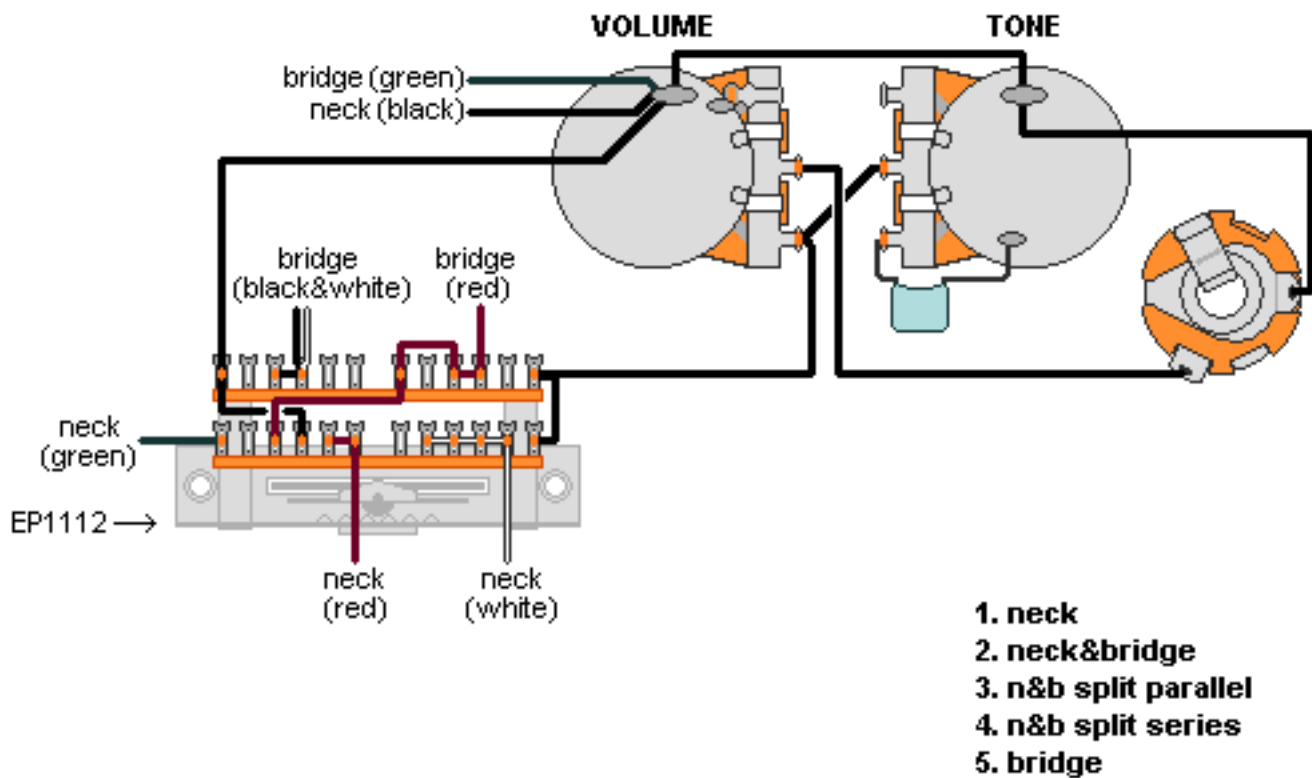 VOLUME
TONE
bridge (green)
neck (black)
bridge
(black&white)
bridge
(red)
neck
(green)
EP1112
neck
(red)
neck
(white)
1. neck
2. neck&bridge
3. n&b split parallel
4. n&b split series
5. bridge